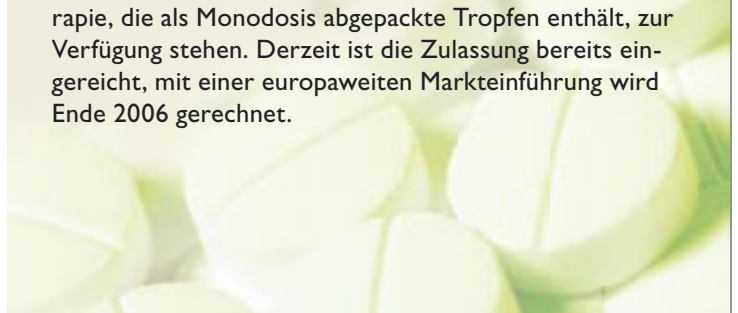 rapie, die als Monodosis abgepackte Tropfen enthält, zur
Verfügung stehen. Derzeit ist die Zulassung bereits ein-
gereicht, mit einer europaweiten Markteinführung wird
Ende 2006 gerechnet.